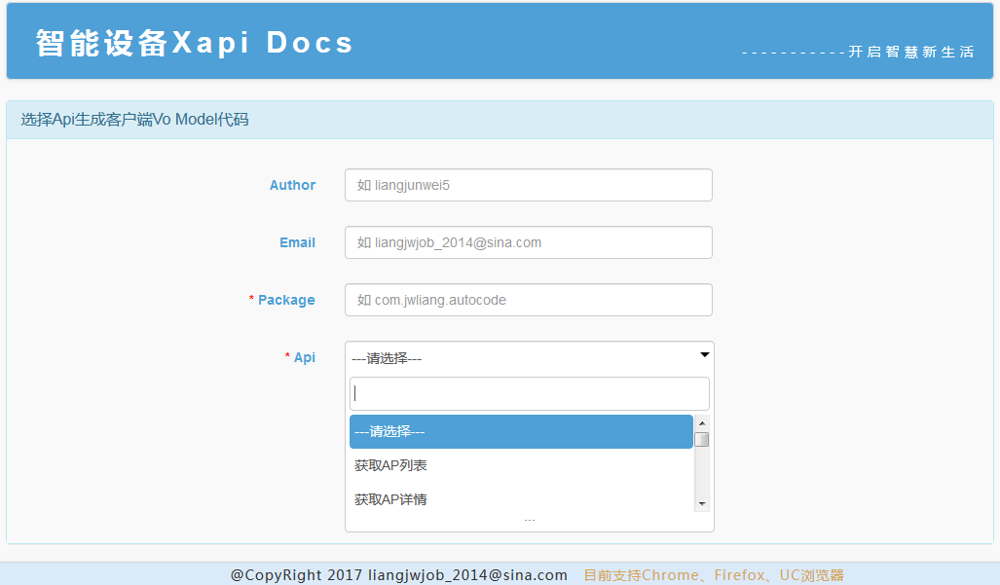 智能设备Xapi Docs
-----------开启智慧新生活
选择Api生成客户端Vo Model代码
Author
如 liangjunwei5
Email
如 liangjwjob_2014@sina.com
* Package
如 com.jwliang.autocode
* Api
---请选择---
---请选择---
获取AP列表
获取AP详情
...
@CopyRight 2017 liangjwjob_2014@sina.com 目前支持Chrome、Firefox、UC浏览器